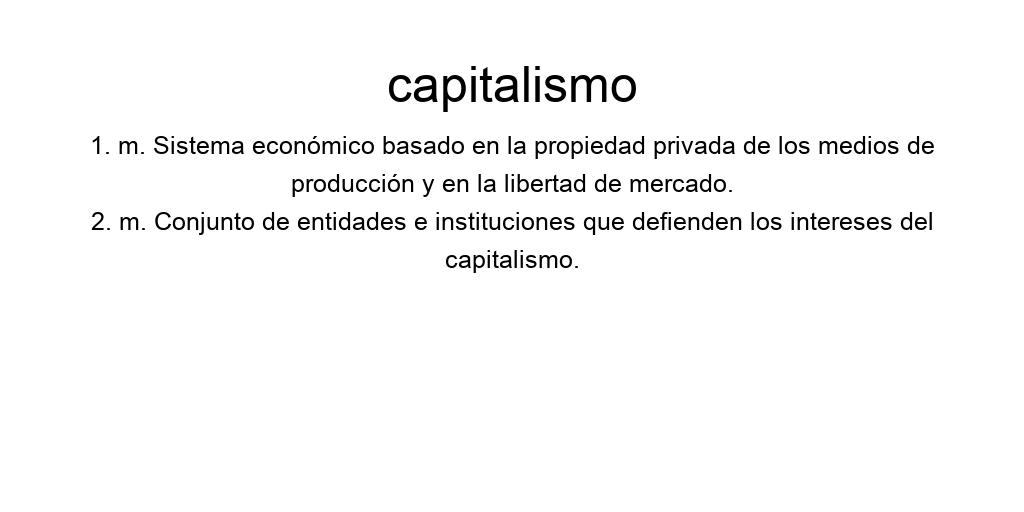 capitalismo
1. m. Sistema económico basado en la propiedad privada de los medios de
producción y en la libertad de mercado.
2. m. Conjunto de entidades e instituciones que defienden los intereses del
capitalismo.